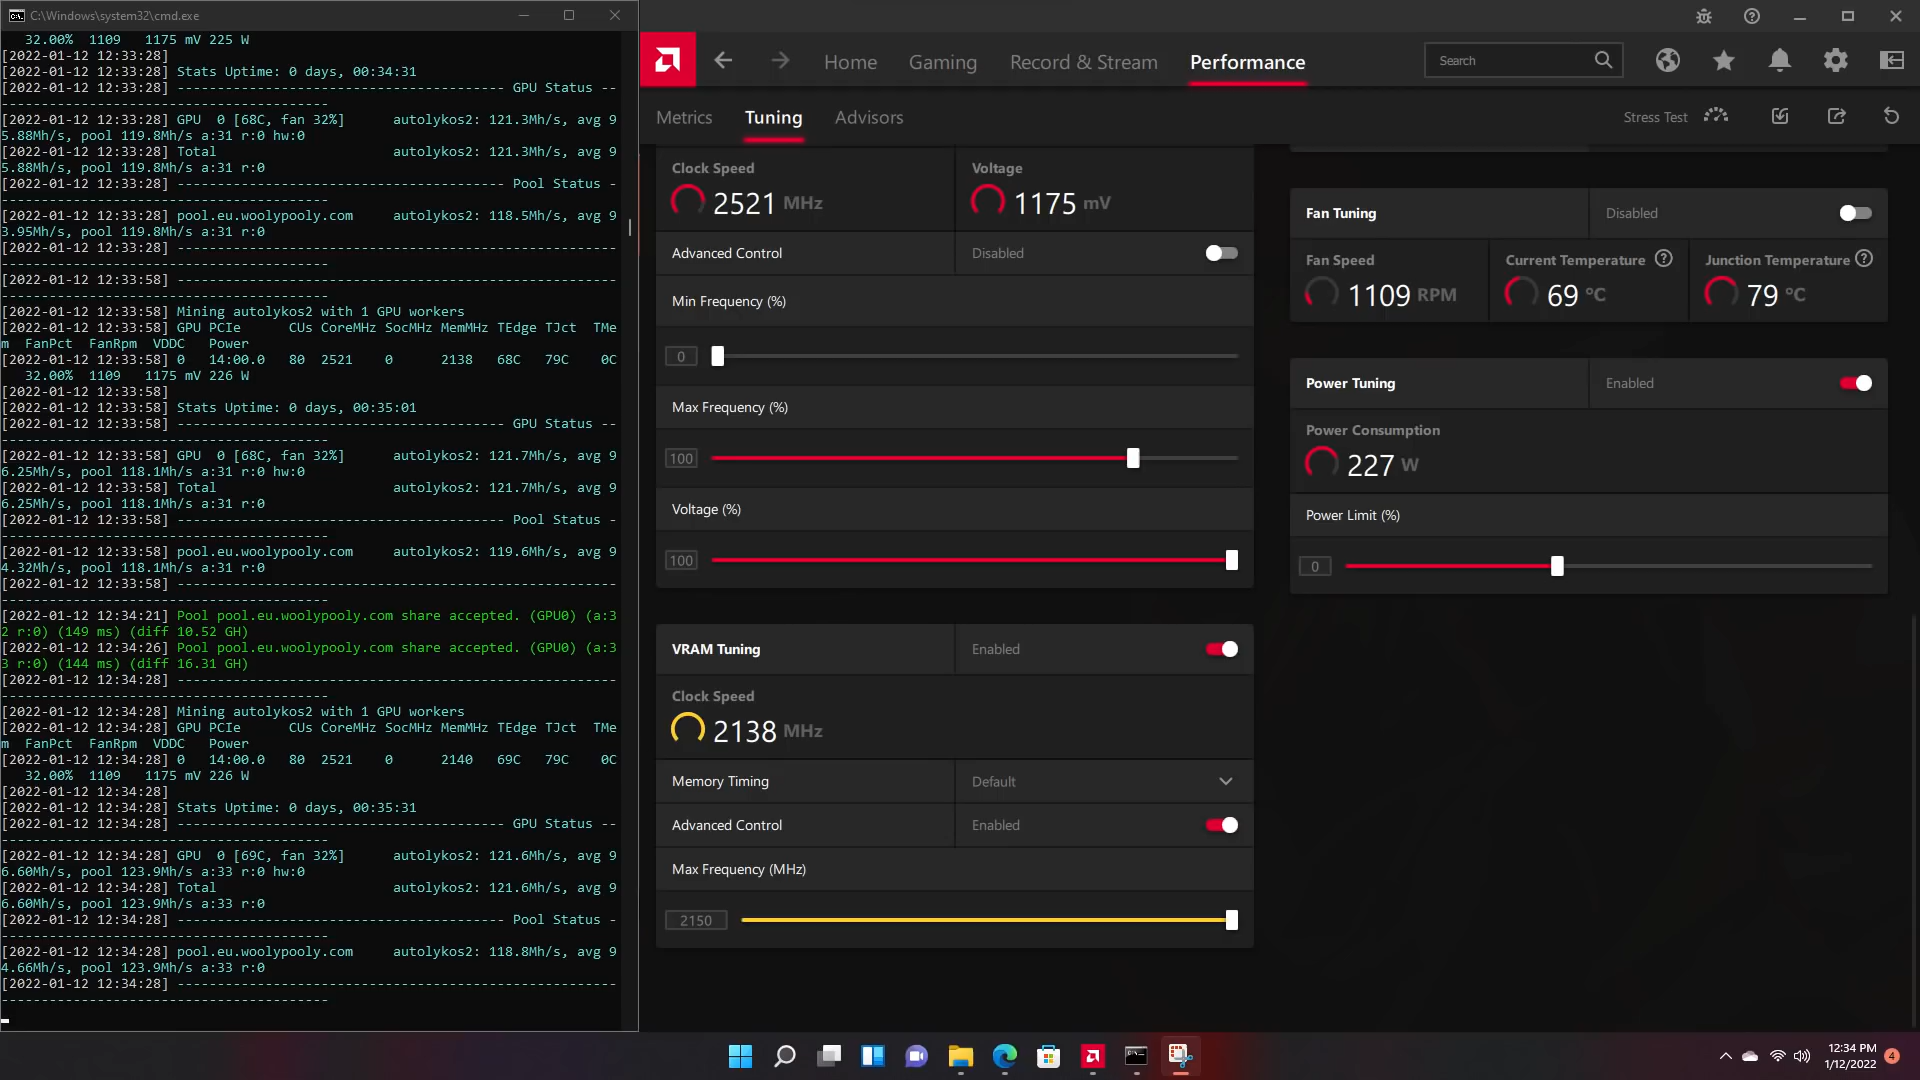 C:\Windows\system32\cmd.exe
   32.00%  1109   1175 mV 225 W
[2022-01-12 12:33:28]
[2022-01-12 12:33:28] Stats Uptime: 0 days, 00:34:31
[2022-01-12 12:33:28] ----------------------------------------- GPU Status --
-----------------------------------------
[2022-01-12 12:33:28] GPU  0 [68C, fan 32%]      autolykos2: 121.3Mh/s, avg 9
5.88Mh/s, pool 119.8Mh/s a:31 r:0 hw:0
[2022-01-12 12:33:28] Total                      autolykos2: 121.3Mh/s, avg 9
5.88Mh/s, pool 119.8Mh/s a:31 r:0
[2022-01-12 12:33:28] ----------------------------------------- Pool Status -
-----------------------------------------
[2022-01-12 12:33:28] pool.eu.woolypooly.com     autolykos2: 118.5Mh/s, avg 9
3.95Mh/s, pool 119.8Mh/s a:31 r:0
[2022-01-12 12:33:28] -------------------------------------------------------
-----------------------------------------
[2022-01-12 12:33:58] -------------------------------------------------------
-----------------------------------------
[2022-01-12 12:33:58] Mining autolykos2 with 1 GPU workers
[2022-01-12 12:33:58] GPU PCIe      CUs CoreMHz SocMHz MemMHz TEdge TJct  TMe
m  FanPct  FanRpm  VDDC   Power
[2022-01-12 12:33:58] 0   14:00.0   80  2521    0      2138   68C   79C    0C
   32.00%  1109   1175 mV 226 W
[2022-01-12 12:33:58]
[2022-01-12 12:33:58] Stats Uptime: 0 days, 00:35:01
[2022-01-12 12:33:58] ----------------------------------------- GPU Status --
-----------------------------------------
[2022-01-12 12:33:58] GPU  0 [68C, fan 32%]      autolykos2: 121.7Mh/s, avg 9
6.25Mh/s, pool 118.1Mh/s a:31 r:0 hw:0
[2022-01-12 12:33:58] Total                      autolykos2: 121.7Mh/s, avg 9
6.25Mh/s, pool 118.1Mh/s a:31 r:0
[2022-01-12 12:33:58] ----------------------------------------- Pool Status -
-----------------------------------------
[2022-01-12 12:33:58] pool.eu.woolypooly.com     autolykos2: 119.6Mh/s, avg 9
4.32Mh/s, pool 118.1Mh/s a:31 r:0
[2022-01-12 12:33:58] -------------------------------------------------------
-----------------------------------------
[2022-01-12 12:34:21] Pool pool.eu.woolypooly.com share accepted. (GPU0) (a:3
2 r:0) (149 ms) (diff 10.52 GH)
[2022-01-12 12:34:26] Pool pool.eu.woolypooly.com share accepted. (GPU0) (a:3
3 r:0) (144 ms) (diff 16.31 GH)
[2022-01-12 12:34:28] -------------------------------------------------------
-----------------------------------------
[2022-01-12 12:34:28] Mining autolykos2 with 1 GPU workers
[2022-01-12 12:34:28] GPU PCIe      CUs CoreMHz SocMHz MemMHz TEdge TJct  TMe
m  FanPct  FanRpm  VDDC   Power
[2022-01-12 12:34:28] 0   14:00.0   80  2521    0      2140   69C   79C    0C
   32.00%  1109   1175 mV 226 W
[2022-01-12 12:34:28]
[2022-01-12 12:34:28] Stats Uptime: 0 days, 00:35:31
[2022-01-12 12:34:28] ----------------------------------------- GPU Status --
-----------------------------------------
[2022-01-12 12:34:28] GPU  0 [69C, fan 32%]      autolykos2: 121.6Mh/s, avg 9
6.60Mh/s, pool 123.9Mh/s a:33 r:0 hw:0
[2022-01-12 12:34:28] Total                      autolykos2: 121.6Mh/s, avg 9
6.60Mh/s, pool 123.9Mh/s a:33 r:0
[2022-01-12 12:34:28] ----------------------------------------- Pool Status -
-----------------------------------------
[2022-01-12 12:34:28] pool.eu.woolypooly.com     autolykos2: 118.8Mh/s, avg 9
4.66Mh/s, pool 123.9Mh/s a:33 r:0
[2022-01-12 12:34:28] -------------------------------------------------------
-----------------------------------------
Home Gaming Record & Stream Performance Search
Metrics Tuning Advisors Stress Test
Clock Speed Voltage
2521 MHz 1175 mV
Advanced Control Disabled
Min Frequency (%)
0
Max Frequency (%)
100
Voltage (%)
100
VRAM Tuning Enabled
Clock Speed
2138 MHz
Memory Timing Default
Advanced Control Enabled
Max Frequency (MHz)
2150
Fan Tuning Disabled
Fan Speed Current Temperature Junction Temperature
1109 RPM 69 °C 79 °C
Power Tuning Enabled
Power Consumption
227 W
Power Limit (%)
0
12:34 PM
1/12/2022
4